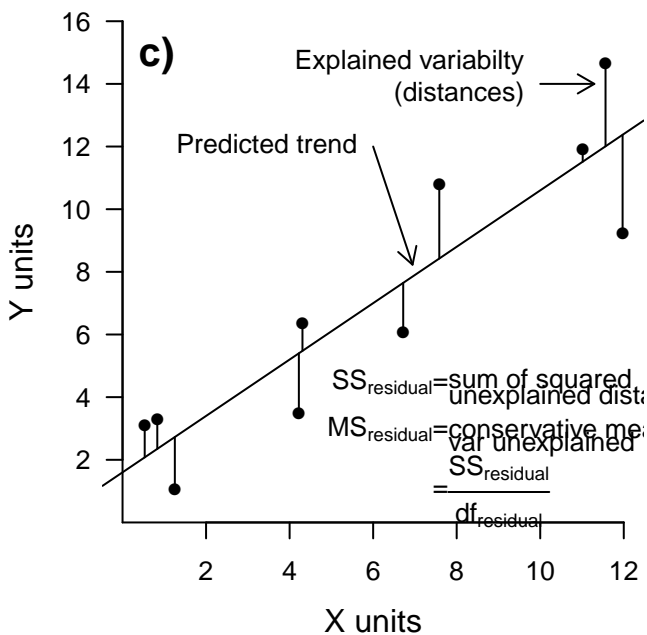 c)
Explained variabilty
(distances)
Predicted trend
16
14
12
10
8
6
4
2
Y units
SSresidual=sum of squared
unexplained dista
MSresidual=conservative mea
var unexplained
=SSresidual
dfresidual
2 4 6 8 10 12
X units